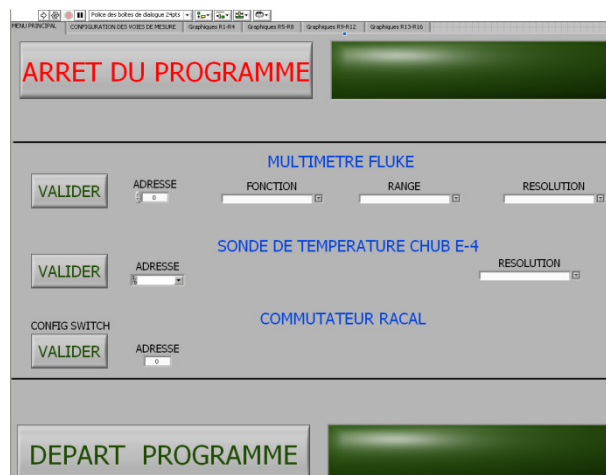 Police des boîtes de dialogue 24pts
MENU PRINCIPAL CONFIGURATION DES VOIES DE MESURE Graphiques R1-R4 Graphiques R5-R8 Graphiques R9-R12 Graphiques R13-R16
ARRET DU PROGRAMME
MULTIMETRE FLUKE
VALIDER ADRESSE FONCTION RANGE RESOLUTION
0
SONDE DE TEMPERATURE CHUB E-4
VALIDER ADRESSE RESOLUTION
COMMUTATEUR RACAL
CONFIG SWITCH
VALIDER ADRESSE
0
DEPART PROGRAMME